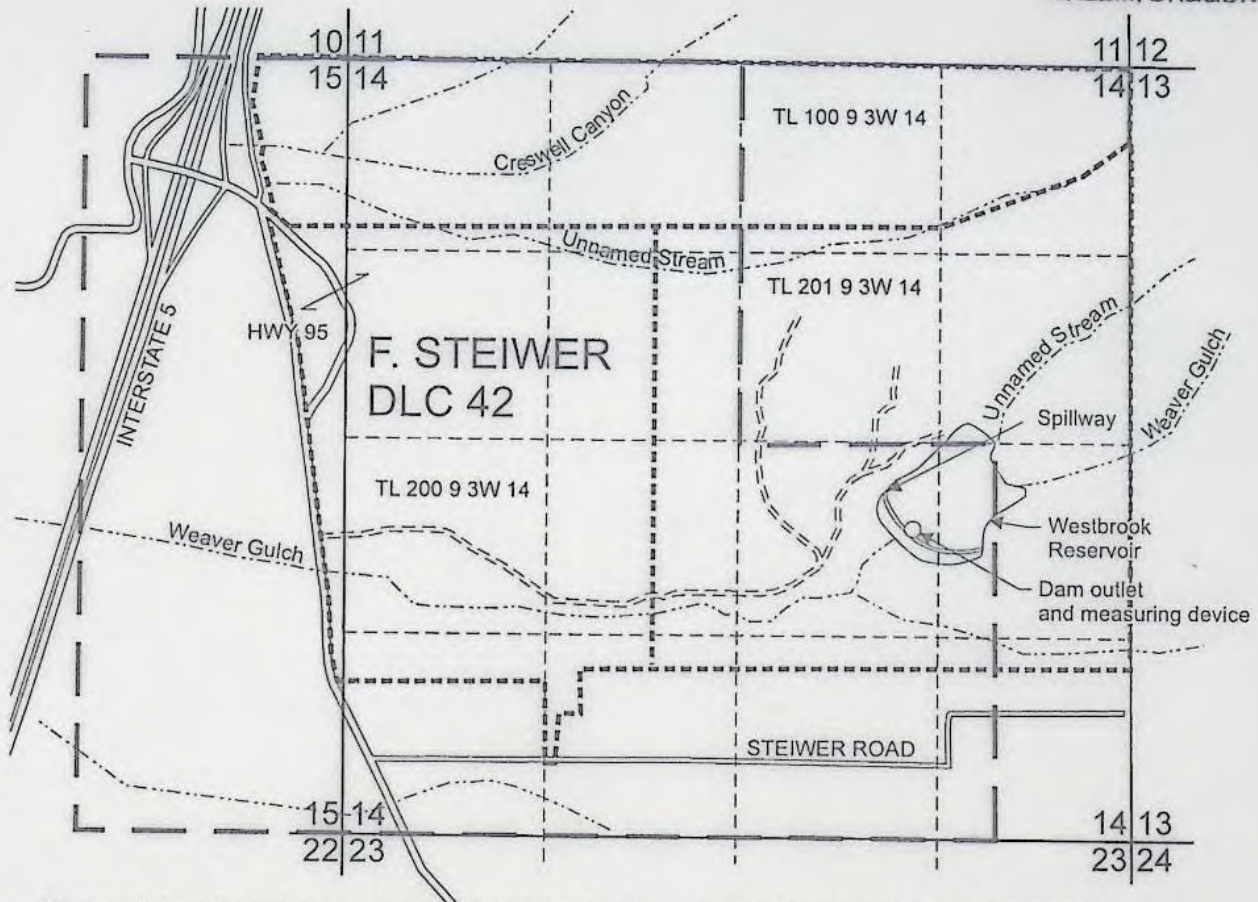 10 11
15 14
11 12
14 13
TL 100 9 3W 14
Creswell Canyon
Unnamed Stream
TL 201 9 3W 14
INTERSTATE 5
HWY 95
F. STEIWER
DLC 42
Unnamed Stream
Weaver Gulch
Spillway
TL 200 9 3W 14
Weaver Gulch
Westbrook
Reservoir
Dam outlet
and measuring device
STEIWER ROAD
15 14
22 23
14 13
23 24